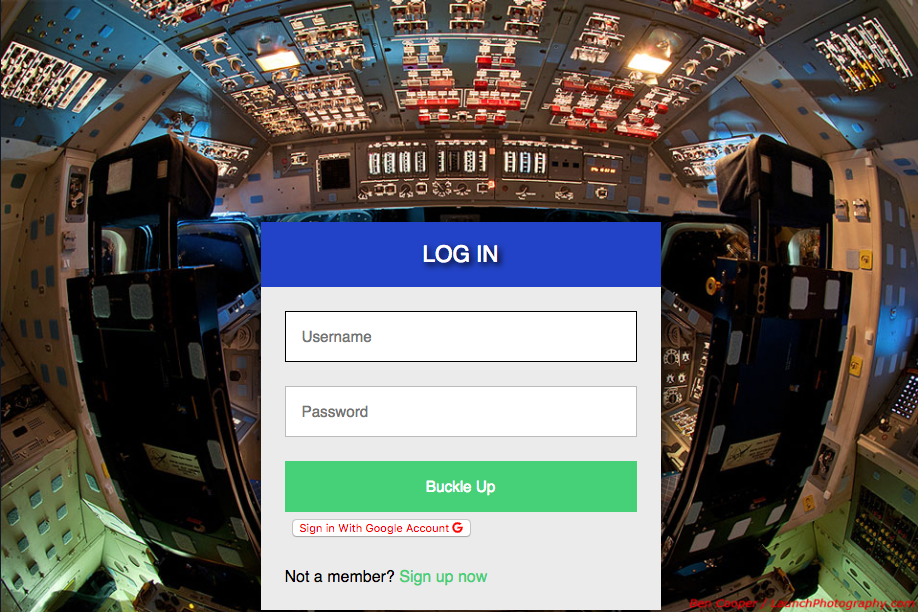 LOG IN
Username
Password
Buckle Up
Sign in With Google Account G
Not a member? Sign up now
Ben Cooper / LaunchPhotography.com